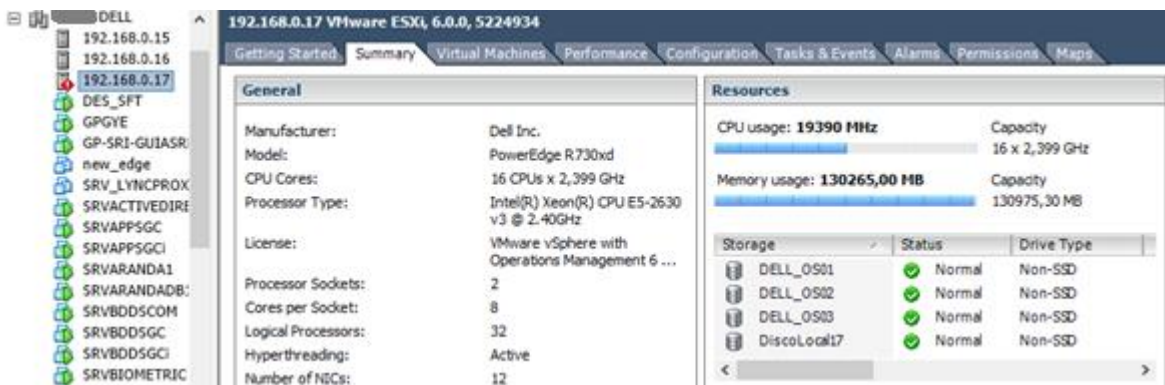 DELL
192.168.0.15
192.168.0.16
192.168.0.17
DES_SFT
GPGYE
GP-SRI-GUIASR
new_edge
SRV_LYNCPROX
SRVACTIVEDIRE
SRVAPPSGC
SRVAPPSGCi
SRVARANDA1
SRVARANDADB
SRVBDDSCOM
SRVBDDSGC
SRVBDDSGCi
SRVBIOMETRIC
192.168.0.17 VMware ESXi, 6.0.0, 5224934
Getting Started Summary Virtual Machines Performance Configuration Tasks & Events Alarms Permissions Maps
General
Manufacturer: Dell Inc.
Model: PowerEdge R730xd
CPU Cores: 16 CPUs x 2,399 GHz
Processor Type: Intel(R) Xeon(R) CPU E5-2630
v3 @ 2.40GHz
License: VMware vSphere with
Operations Management 6 ...
Processor Sockets: 2
Cores per Socket: 8
Logical Processors: 32
Hyperthreading: Active
Number of NICs: 12
Resources
CPU usage: 19390 MHz Capacity
16 x 2,399 GHz
Memory usage: 130265,00 MB Capacity
130975,30 MB
Storage Status Drive Type
DELL_OS01 Normal Non-SSD
DELL_OS02 Normal Non-SSD
DELL_OS03 Normal Non-SSD
DiscoLocal17 Normal Non-SSD